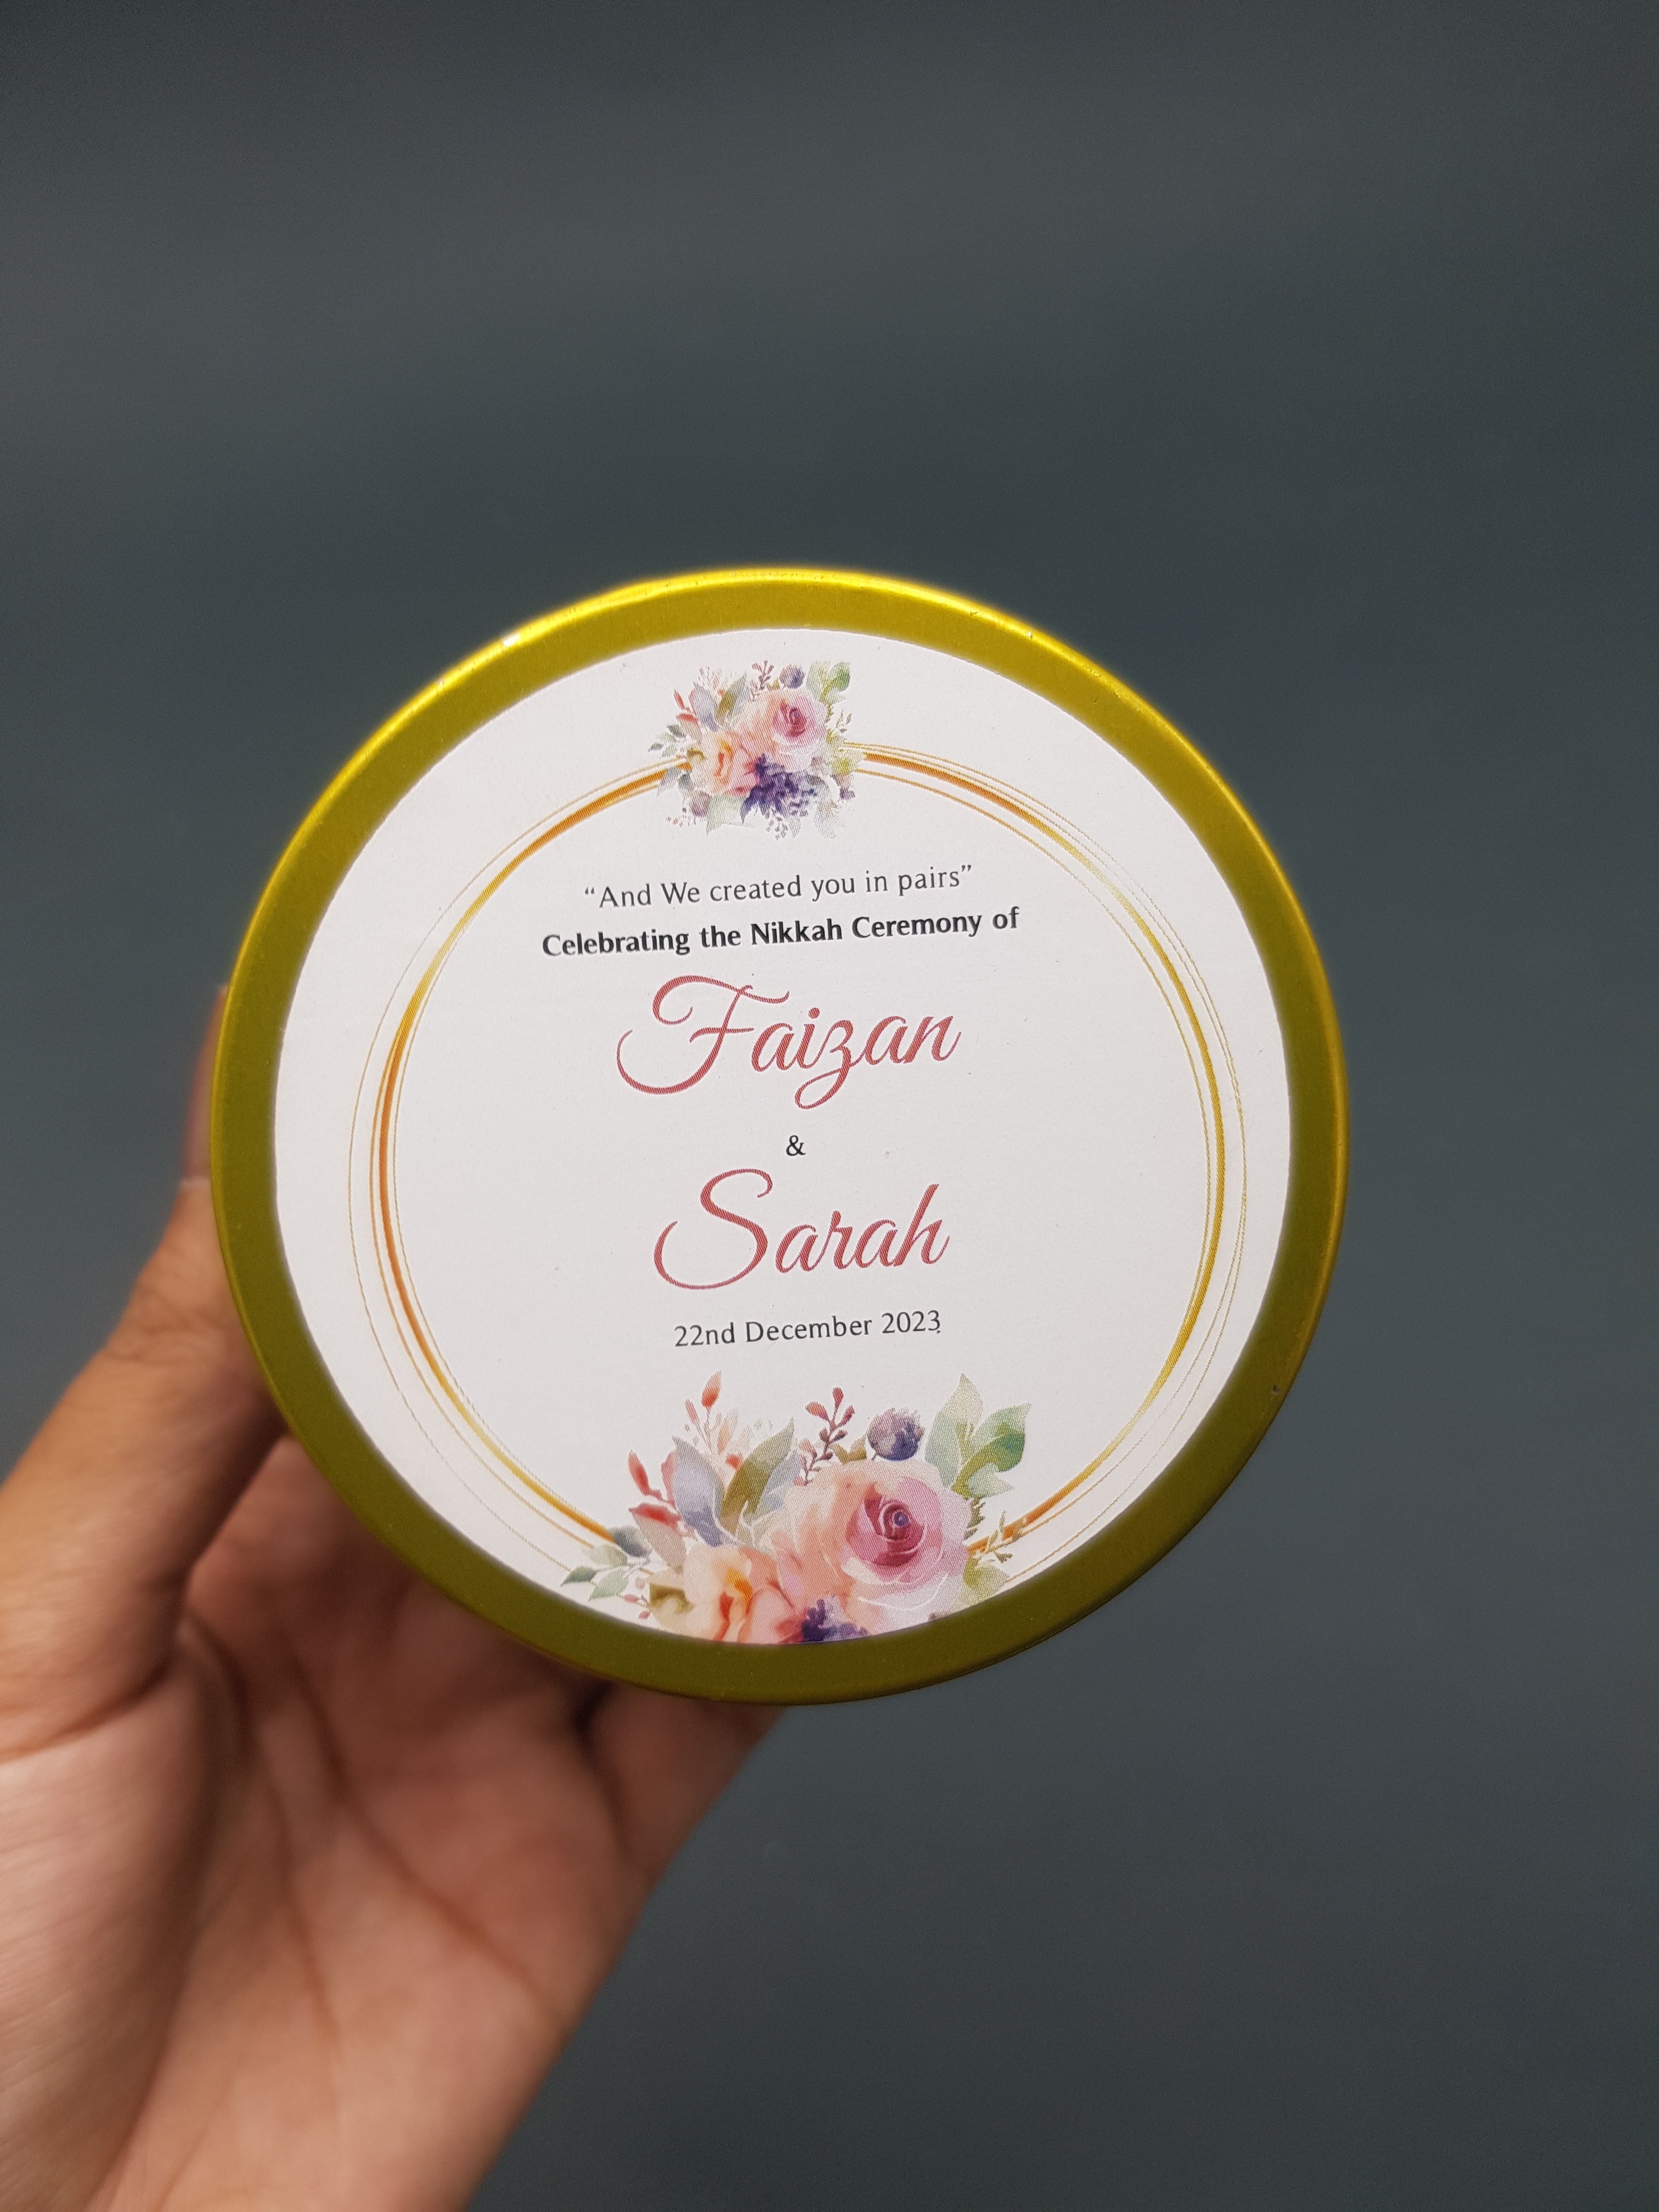 “And We created you in pairs”
Celebrating the Nikkah Ceremony of
Faizan
&
Sarah
22nd December 2023